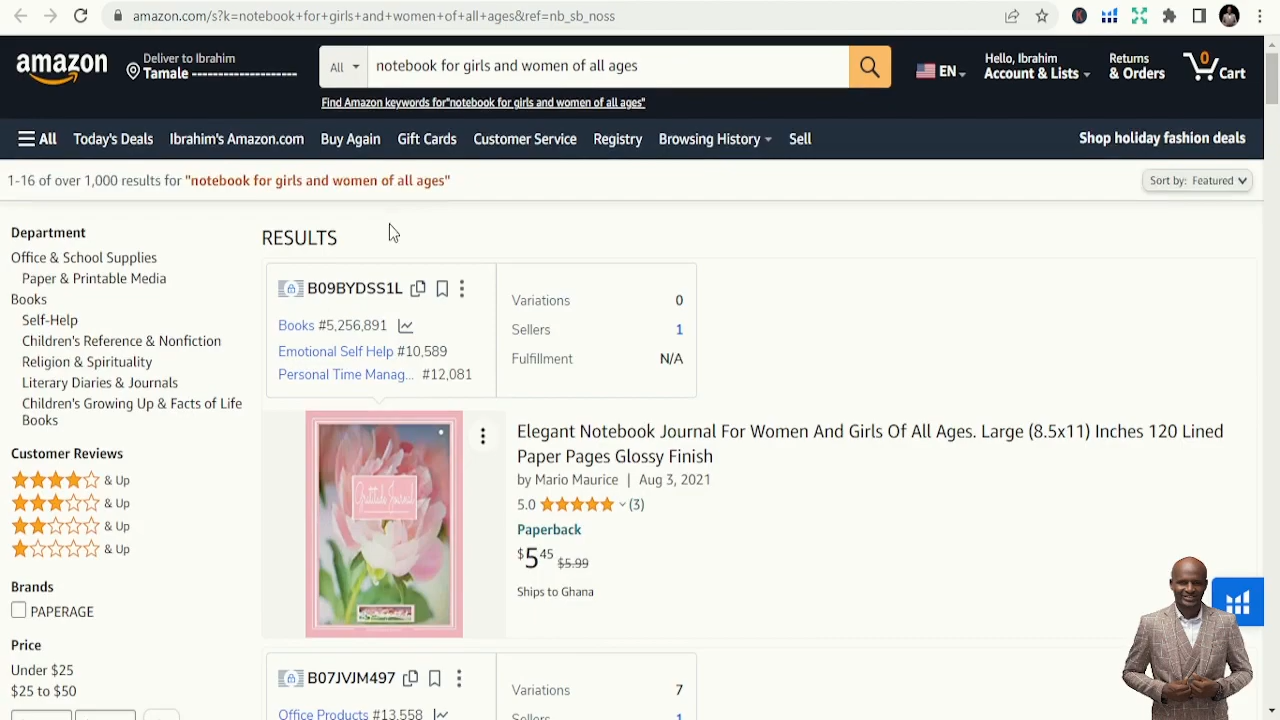 amazon.com/s?k=notebook+for+girls+and+women+of+all+ages&ref=nb_sb_noss
K
amazon
Deliver to Ibrahim
Tamale ------------------
All
notebook for girls and women of all ages
EN
Hello, Ibrahim
Account & Lists
Returns
& Orders
0
Cart
Find Amazon keywords for"notebook for girls and women of all ages"
All
Today's Deals
Ibrahim's Amazon.com
Buy Again
Gift Cards
Customer Service
Registry
Browsing History
Sell
Shop holiday fashion deals
1-16 of over 1,000 results for "notebook for girls and women of all ages"
Sort by: Featured
Department
Office & School Supplies
Paper & Printable Media
Books
Self-Help
Children's Reference & Nonfiction
Religion & Spirituality
Literary Diaries & Journals
Children's Growing Up & Facts of Life
Books
Customer Reviews
& Up
& Up
& Up
& Up
Brands
PAPERAGE
Price
Under $25
$25 to $50
RESULTS
B09BYDSS1L
Books #5,256,891
Emotional Self Help #10,589
Personal Time Manag... #12,081
Variations 0
Sellers 1
Fulfillment N/A
Gratitude Journal
Elegant Notebook Journal For Women And Girls Of All Ages. Large (8.5x11) Inches 120 Lined
Paper Pages Glossy Finish
by Mario Maurice | Aug 3, 2021
5.0 (3)
Paperback
$5 45 $5.99
Ships to Ghana
B07JVJM497
Office Products #13,558
Variations 7
Sellers 1